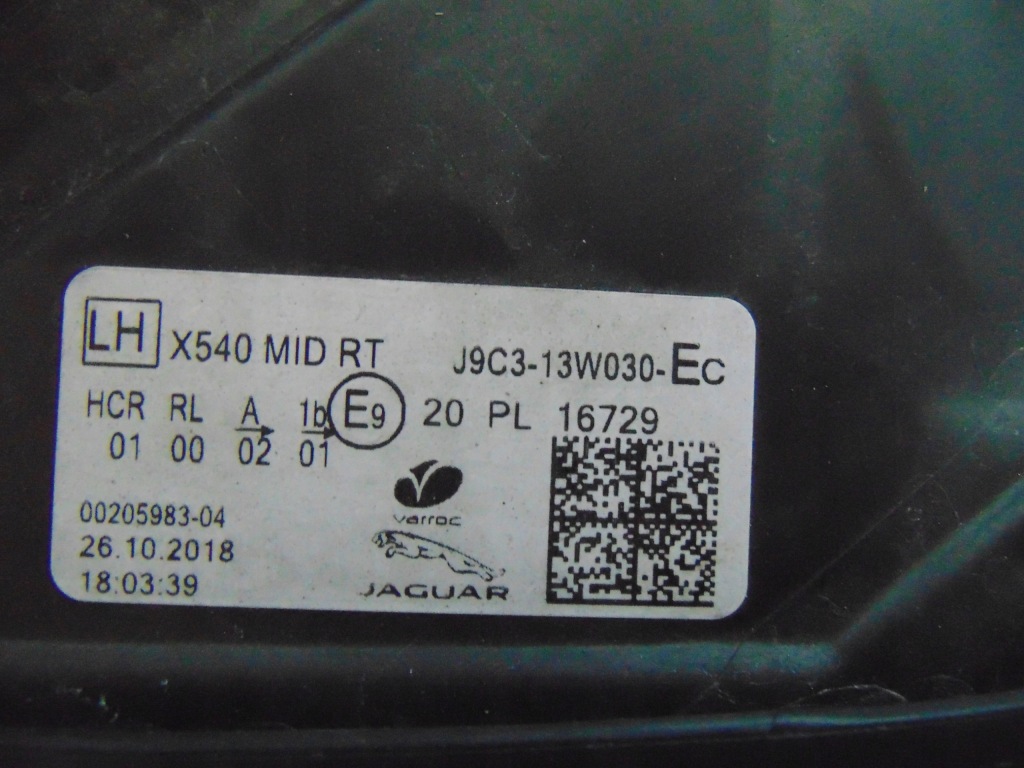 LH X540 MID RT J9C3-13W030-EC
HCR RL A 1b E9 20 PL 16729
01 00 02 01
00205983-04
26.10.2018
18:03:39
varroc
JAGUAR